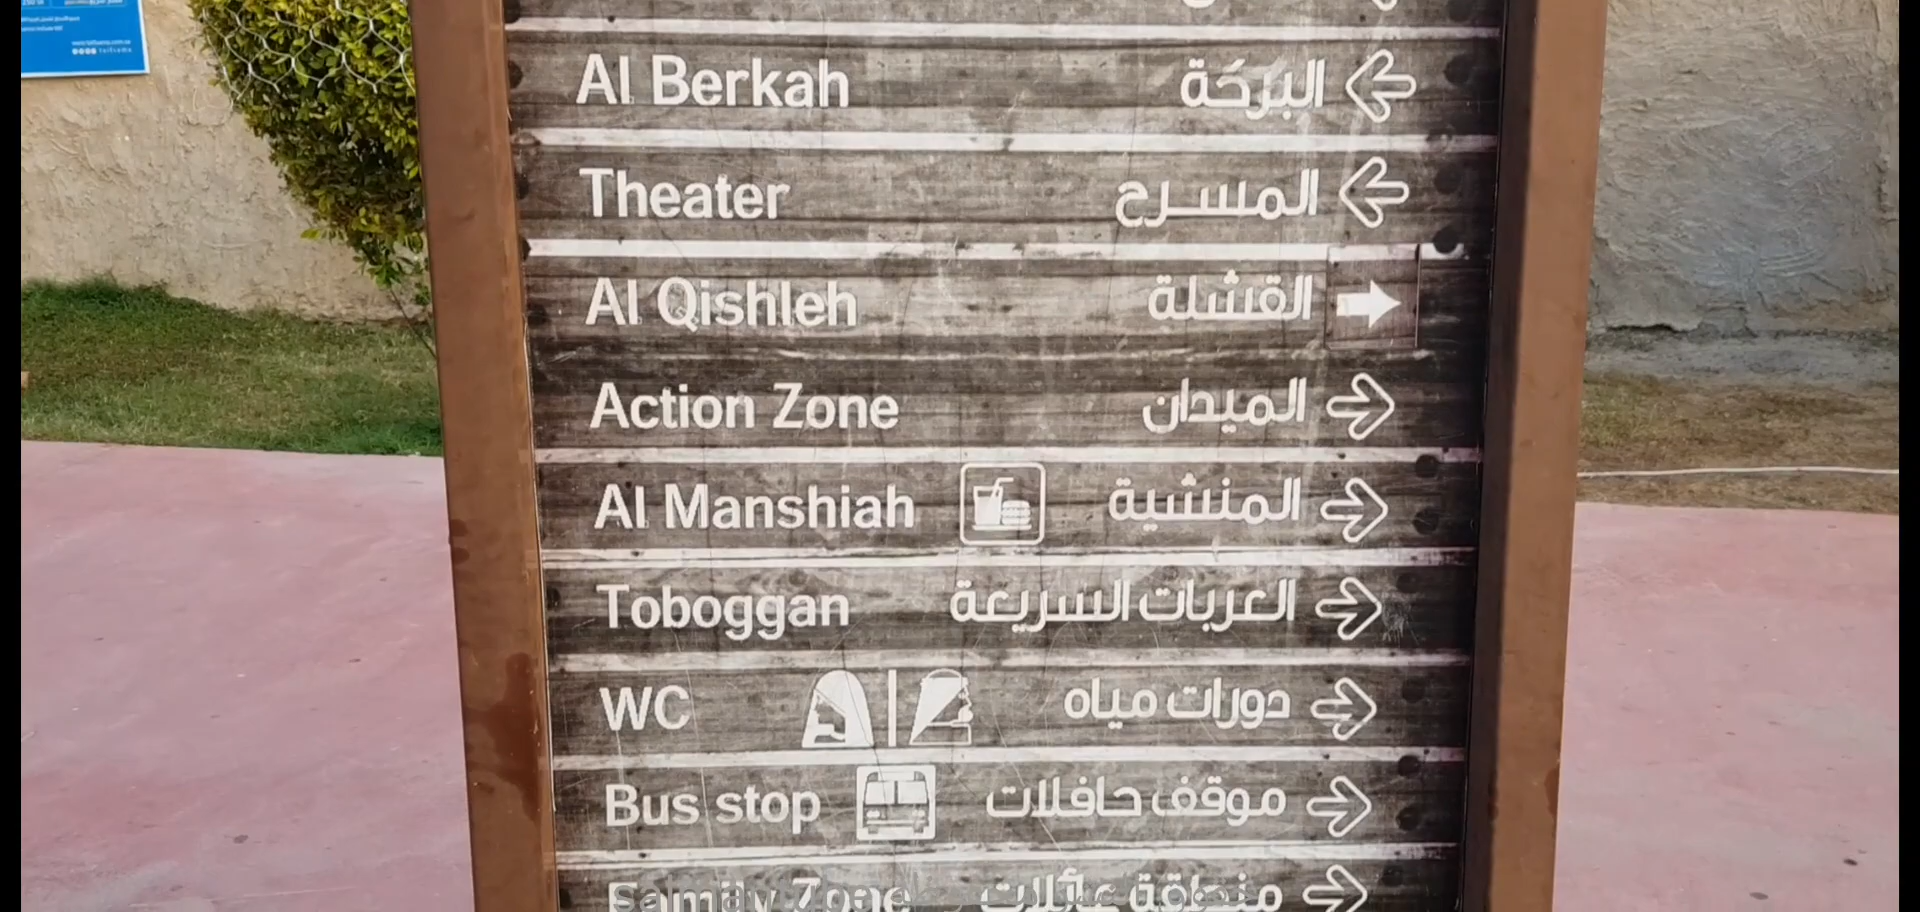 Al Berkah البركة
Theater المسرح
Al Qishleh القشلة
Action Zone الميدان
Al Manshiah المنشية
Toboggan العربات السريعة
WC دورات مياه
Bus stop موقف حافلات
Zone منطقة عائلات